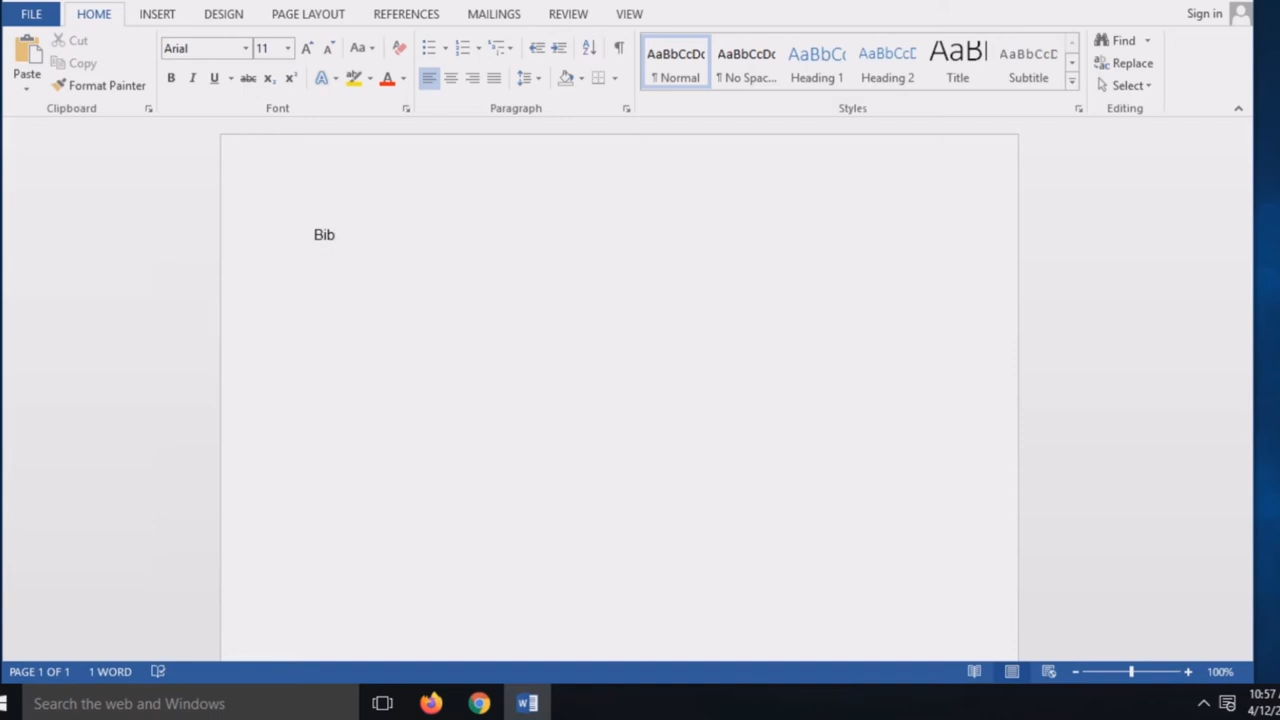 FILE HOME INSERT DESIGN PAGE LAYOUT REFERENCES MAILINGS REVIEW VIEW Sign in
Paste
Cut
Copy
Format Painter
Clipboard
Arial 11
Aa
B I U abc X₂ X²
A ab A
Font
Paragraph
AaBbCcDc AaBbCcDc AaBbCc AaBbCcD AaBl AaBbCcD
¶ Normal ¶ No Spac... Heading 1 Heading 2 Title Subtitle
Styles
Find
Replace
Select
Editing
Bib
PAGE 1 OF 1 1 WORD 100%
Search the web and Windows
10:57
4/12/2